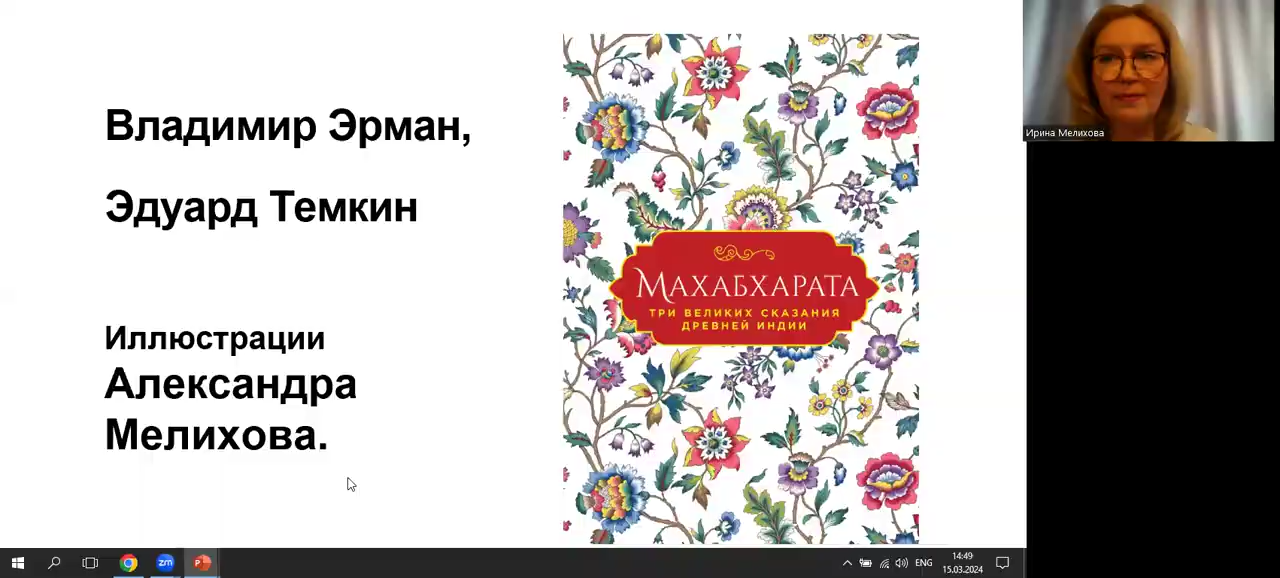 Владимир Эрман,
Эдуард Темкин
Иллюстрации
Александра
Мелихова.
МАХАБХАРАТА
ТРИ ВЕЛИКИХ СКАЗАНИЯ
ДРЕВНЕЙ ИНДИИ
Ирина Мелихова
zm
P
ENG
14:49
15.03.2024